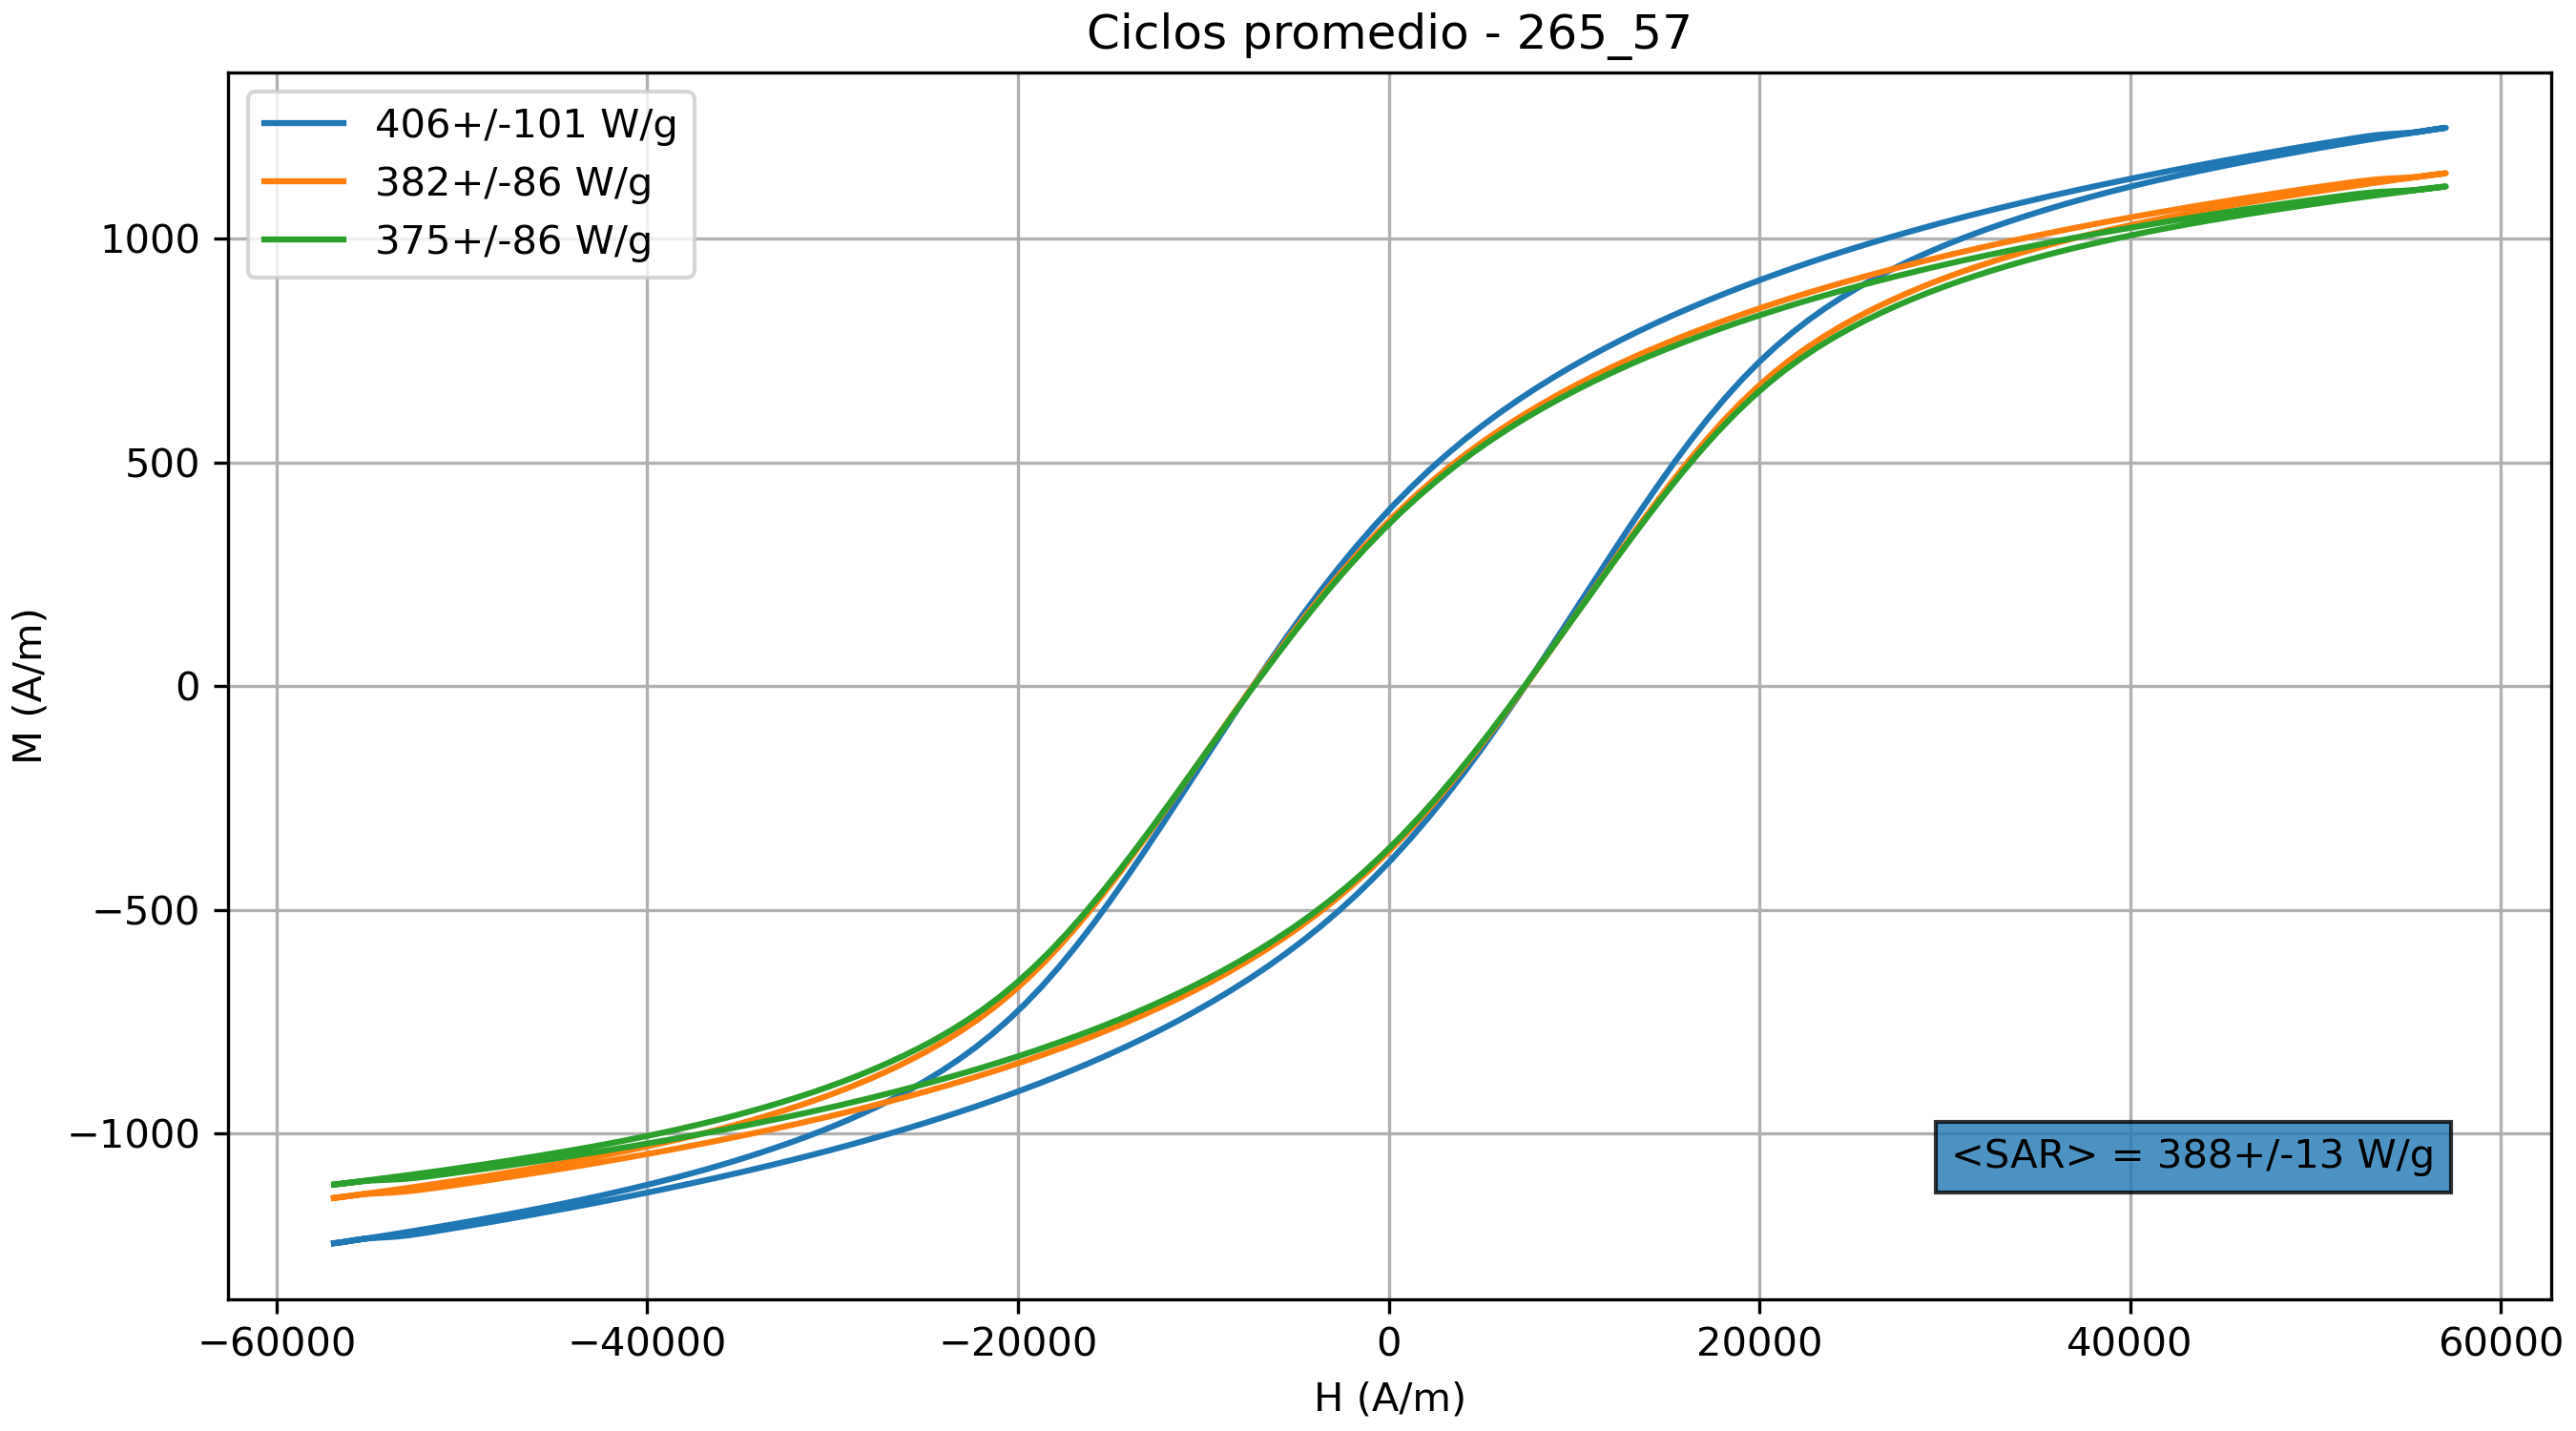 Ciclos promedio - 265_57
406+/-101 W/g
382+/-86 W/g
375+/-86 W/g
1000
500
0
−500
−1000
M (A/m)
<SAR> = 388+/-13 W/g
−60000 −40000 −20000 0 20000 40000 60000
H (A/m)